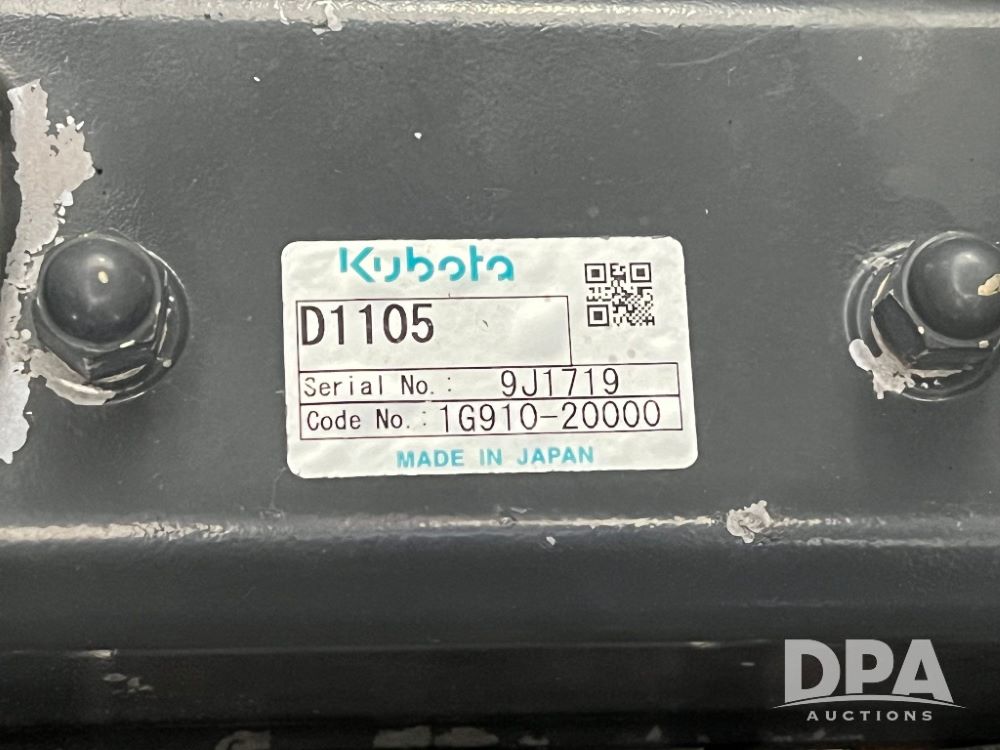 Kubota
D1105
Serial No.: 9J1719
Code No.: 1G910-20000
MADE IN JAPAN
DPA
AUCTIONS